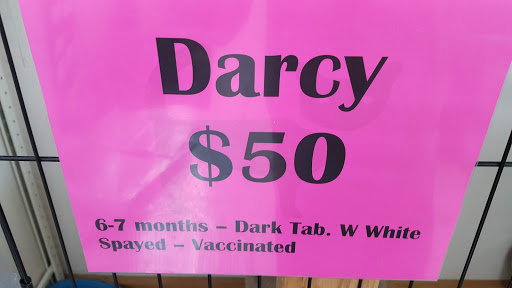 Darcy
$50
6-7 months – Dark Tab. W White
Spayed – Vaccinated